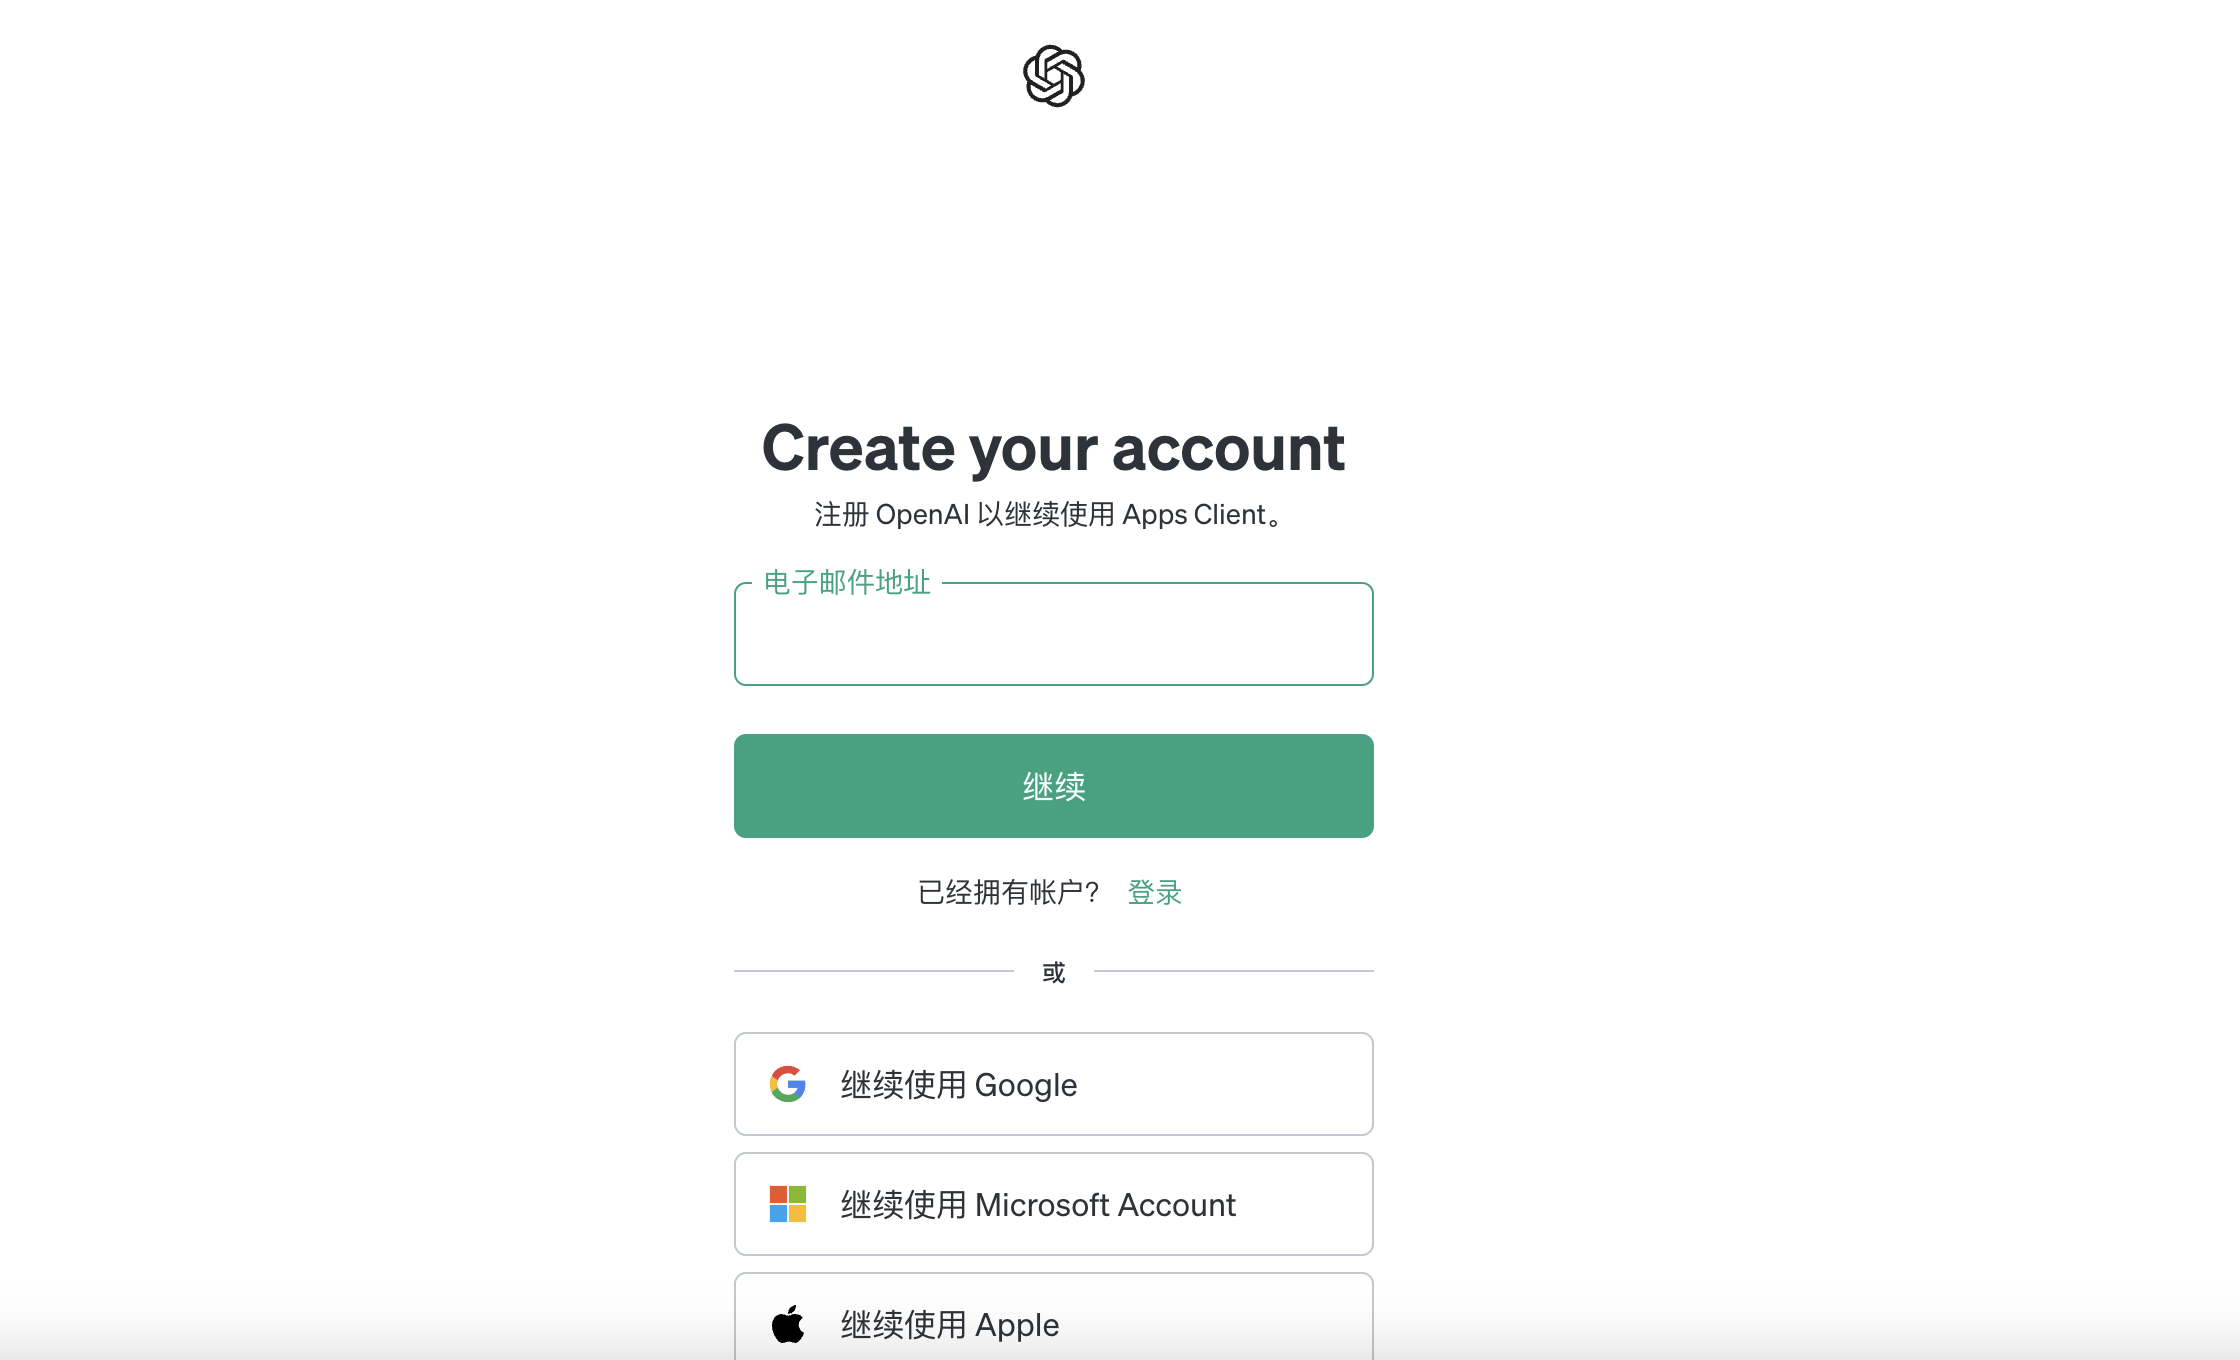 Create your account
注册 OpenAI 以继续使用 Apps Client。
电子邮件地址
继续
已经拥有帐户？ 登录
或
继续使用 Google
继续使用 Microsoft Account
继续使用 Apple